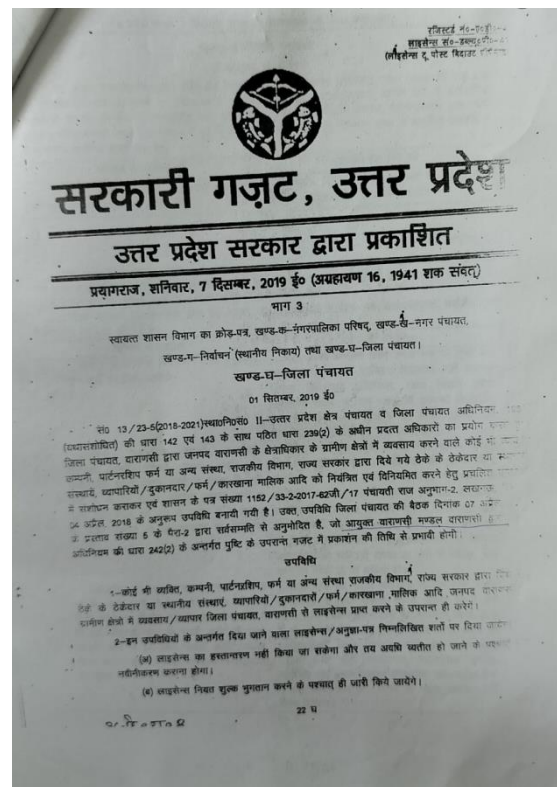 रजिस्टर्ड नं०
लाइसेन्स सं०
(लाइसेन्स टू पोस्ट
सरकारी गज़ट, उत्तर प्रदेश
उत्तर प्रदेश सरकार द्वारा प्रकाशित
प्रयागराज, शनिवार, 7 दिसम्बर, 2019 ई० (अग्रहायण 16, 1941 शक संवत्)
भाग 3
स्वायत्त शासन विभाग का क्रोड़-पत्र, खण्ड-क-नगरपालिका परिषद्, खण्ड-ख-नगर पंचायत,
खण्ड-ग-निर्वाचन (स्थानीय निकाय) तथा खण्ड-घ-जिला पंचायत।
खण्ड-घ-जिला पंचायत
01 सितम्बर, 2019 ई०
सं० 13/23-5(2018-2021)स्था०नि०सं० II-उत्तर प्रदेश क्षेत्र पंचायत व जिला पंचायत अधिनियम
(यथासंशोधित) की धारा 142 एवं 143 के साथ पठित धारा 239(2) के अधीन प्रदत्त अधिकारों का प्रयोग
जिला पंचायत, वाराणसी द्वारा जनपद वाराणसी के क्षेत्राधिकार के ग्रामीण क्षेत्रों में व्यवसाय करने वाले कोई भी
कम्पनी, पार्टनरशिप फर्म या अन्य संस्था, राजकीय विभाग, राज्य सरकार द्वारा दिये गये ठेके के ठेकेदार या
संस्थायें, व्यापारियों/दुकानदार/फर्म/कारखाना मालिक आदि को नियंत्रित एवं विनियमित करने हेतु प्रचलित
में संशोधन कराकर एवं शासन के पत्र संख्या 1152/33-2-2017-62जी/17 पंचायती राज अनुभाग-2, लखनऊ
04 अप्रैल, 2018 के अनुरूप उपविधि बनायी गयी है। उक्त उपविधि जिला पंचायत की बैठक दिनांक 07
के प्रस्ताव संख्या 5 के पैरा-2 द्वारा सर्वसम्मति से अनुमोदित है, जो आयुक्त वाराणसी मण्डल वाराणसी
अधिनियम की धारा 242(2) के अन्तर्गत पुष्टि के उपरान्त गजट में प्रकाशन की तिथि से प्रभावी होगी।
उपविधि
1-कोई भी व्यक्ति, कम्पनी, पार्टनरशिप, फर्म या अन्य संस्था राजकीय विभाग, राज्य सरकार द्वारा
ठेके के ठेकेदार या स्थानीय संस्थाएं, व्यापारियों/दुकानदारों/फर्म/कारखाना मालिक आदि जनपद
ग्रामीण क्षेत्रों में व्यवसाय/व्यापार जिला पंचायत, वाराणसी से लाइसेन्स प्राप्त करने के उपरान्त ही करेंगे।
2-इन उपविधियों के अन्तर्गत दिया जाने वाला लाइसेन्स/अनुज्ञा-पत्र निम्नलिखित शर्तों पर दिया
(अ) लाइसेन्स का हस्तान्तरण नहीं किया जा सकेगा और तय अवधि व्यतीत हो जाने के पश्चात्
नवीनीकरण कराना होगा।
(ब) लाइसेन्स नियत शुल्क भुगतान करने के पश्चात् ही जारी किये जायेंगे।
22 घ